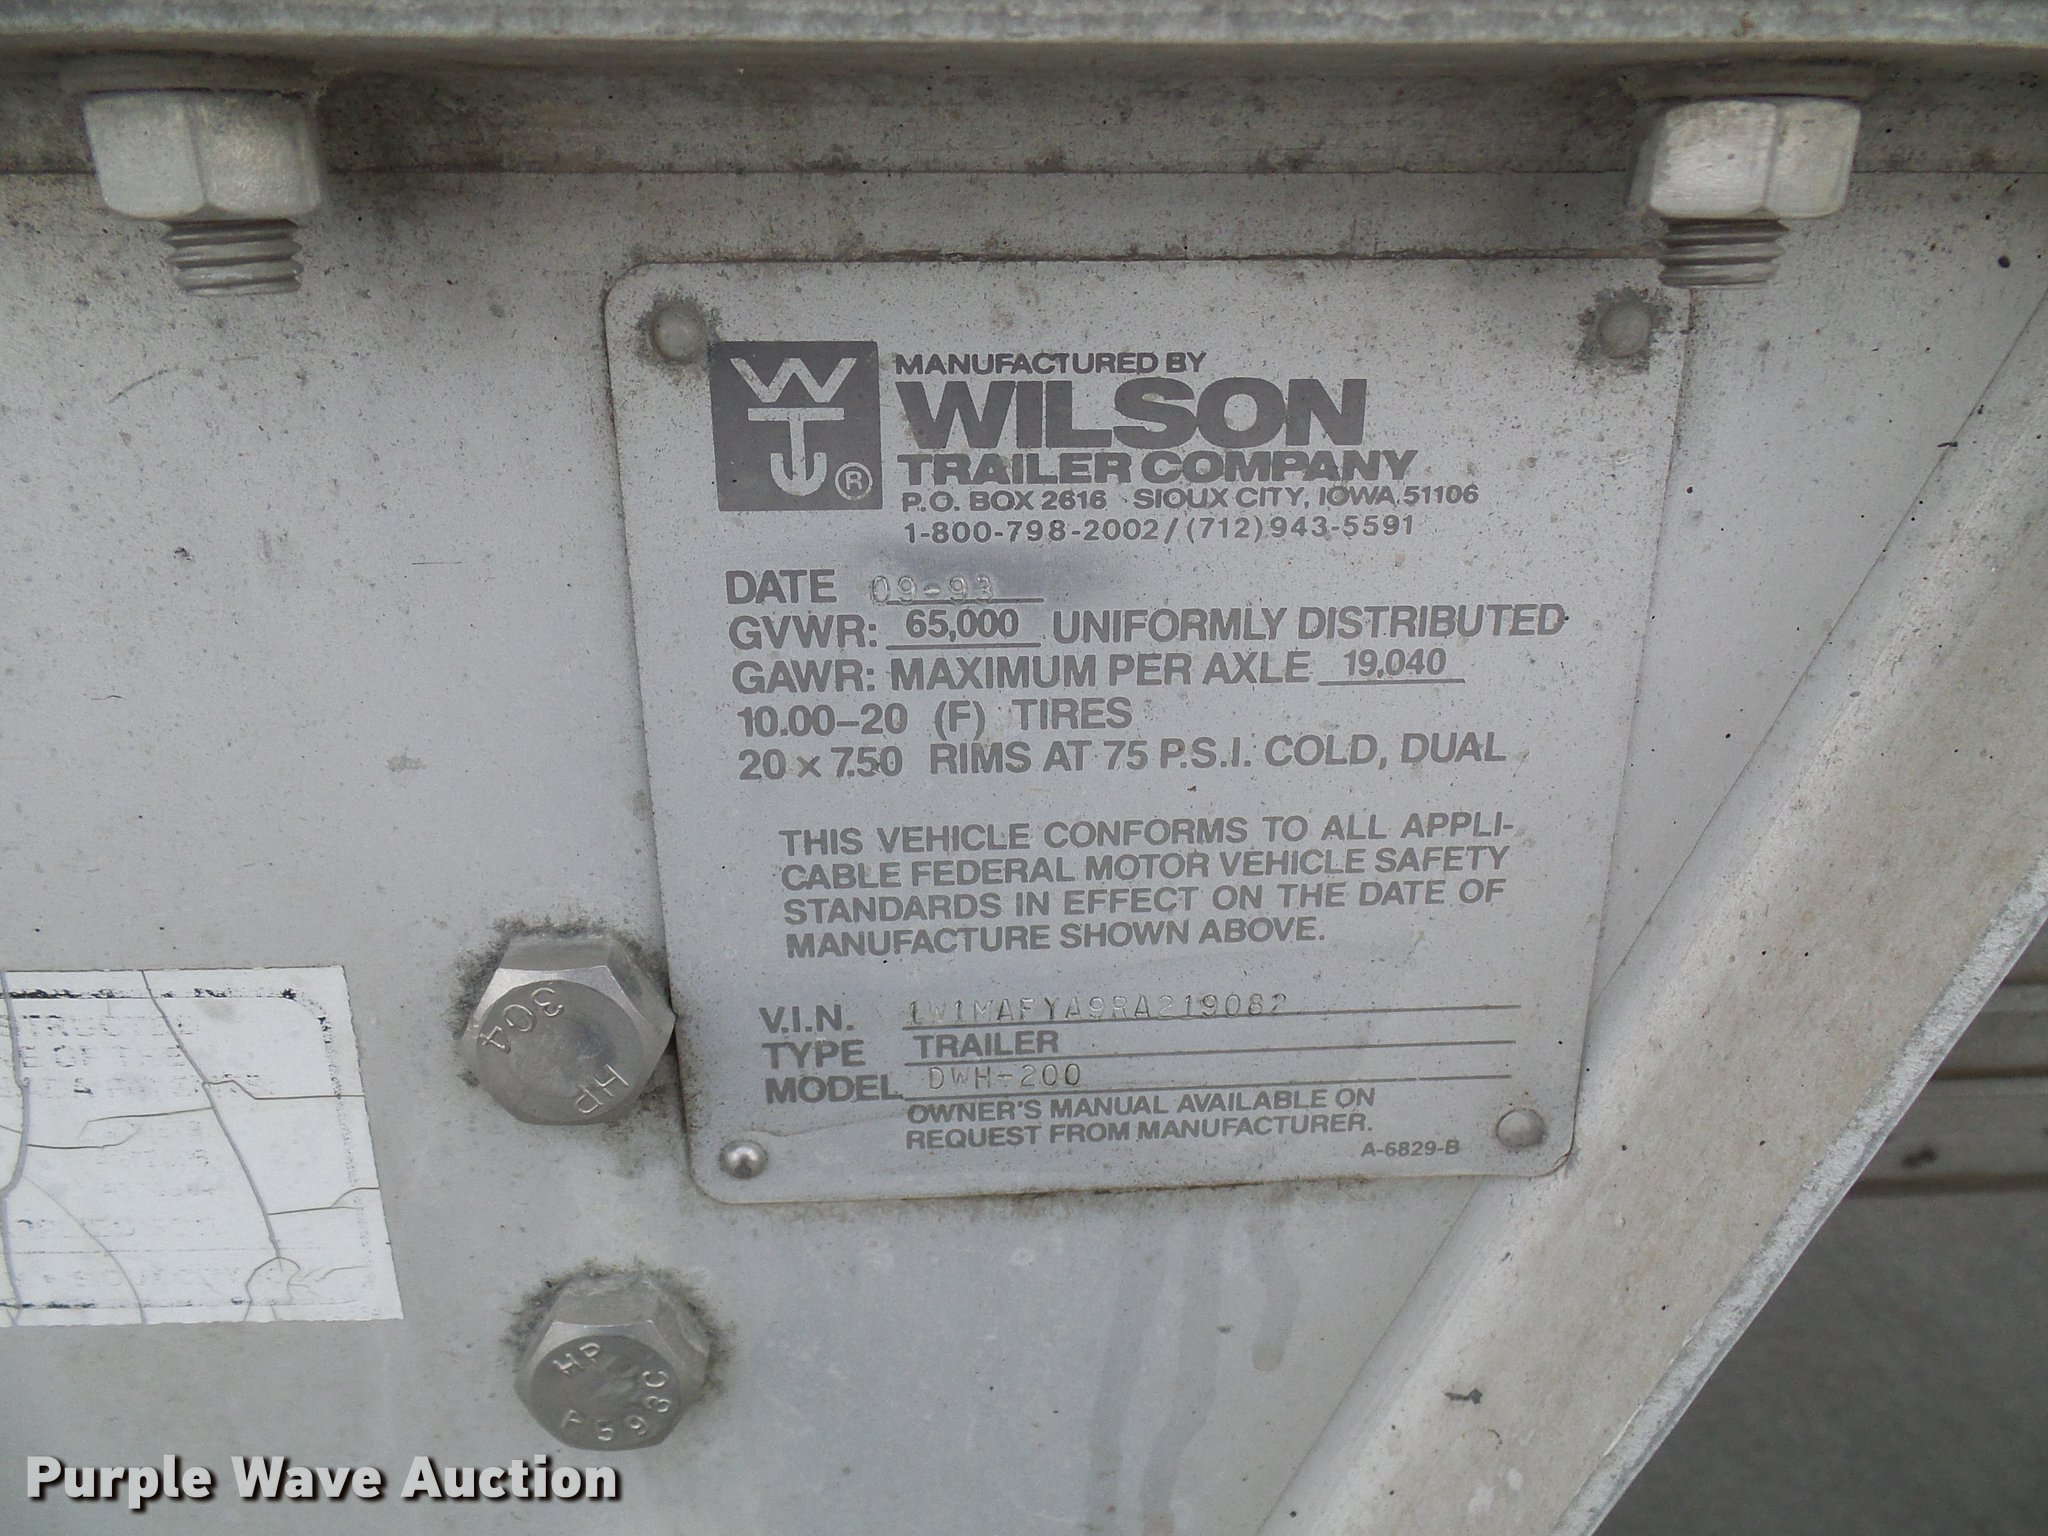 W
T
®
MANUFACTURED BY
WILSON
TRAILER COMPANY
P.O. BOX 2616 SIOUX CITY, IOWA 51106
1-800-798-2002/(712)943-5591
DATE 09-93
GVWR: 65,000 UNIFORMLY DISTRIBUTED
GAWR: MAXIMUM PER AXLE 19,040
10.00-20 (F) TIRES
20 x 7.50 RIMS AT 75 P.S.I. COLD, DUAL
THIS VEHICLE CONFORMS TO ALL APPLI-
CABLE FEDERAL MOTOR VEHICLE SAFETY
STANDARDS IN EFFECT ON THE DATE OF
MANUFACTURE SHOWN ABOVE.
V.I.N. 1W1MAFYA9RA219082
TYPE TRAILER
MODEL DWH-200
OWNER'S MANUAL AVAILABLE ON
REQUEST FROM MANUFACTURER.
A-6829-B
304
HP
OF THE
HP
F593C
Purple Wave Auction